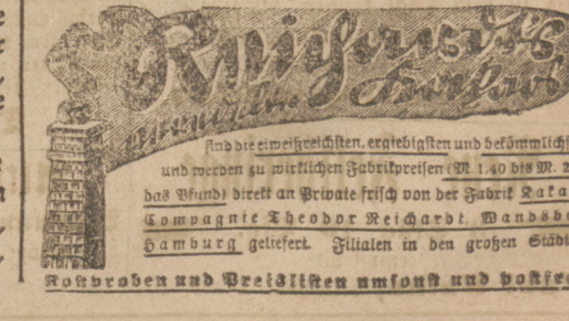 Reichardt's
sind die eiweißreichsten, ergiebigsten und bekömmlichs
und werden zu wirklichen Fabrikpreisen (M. 1,40 bis M. 2
das Pfund) direkt an Private frisch von der Fabrik Kaka
Compagnie Theodor Reichardt, Wandsbe
Hamburg geliefert. Filialen in den großen Städt
Kostproben und Preislisten umsonst und postfre